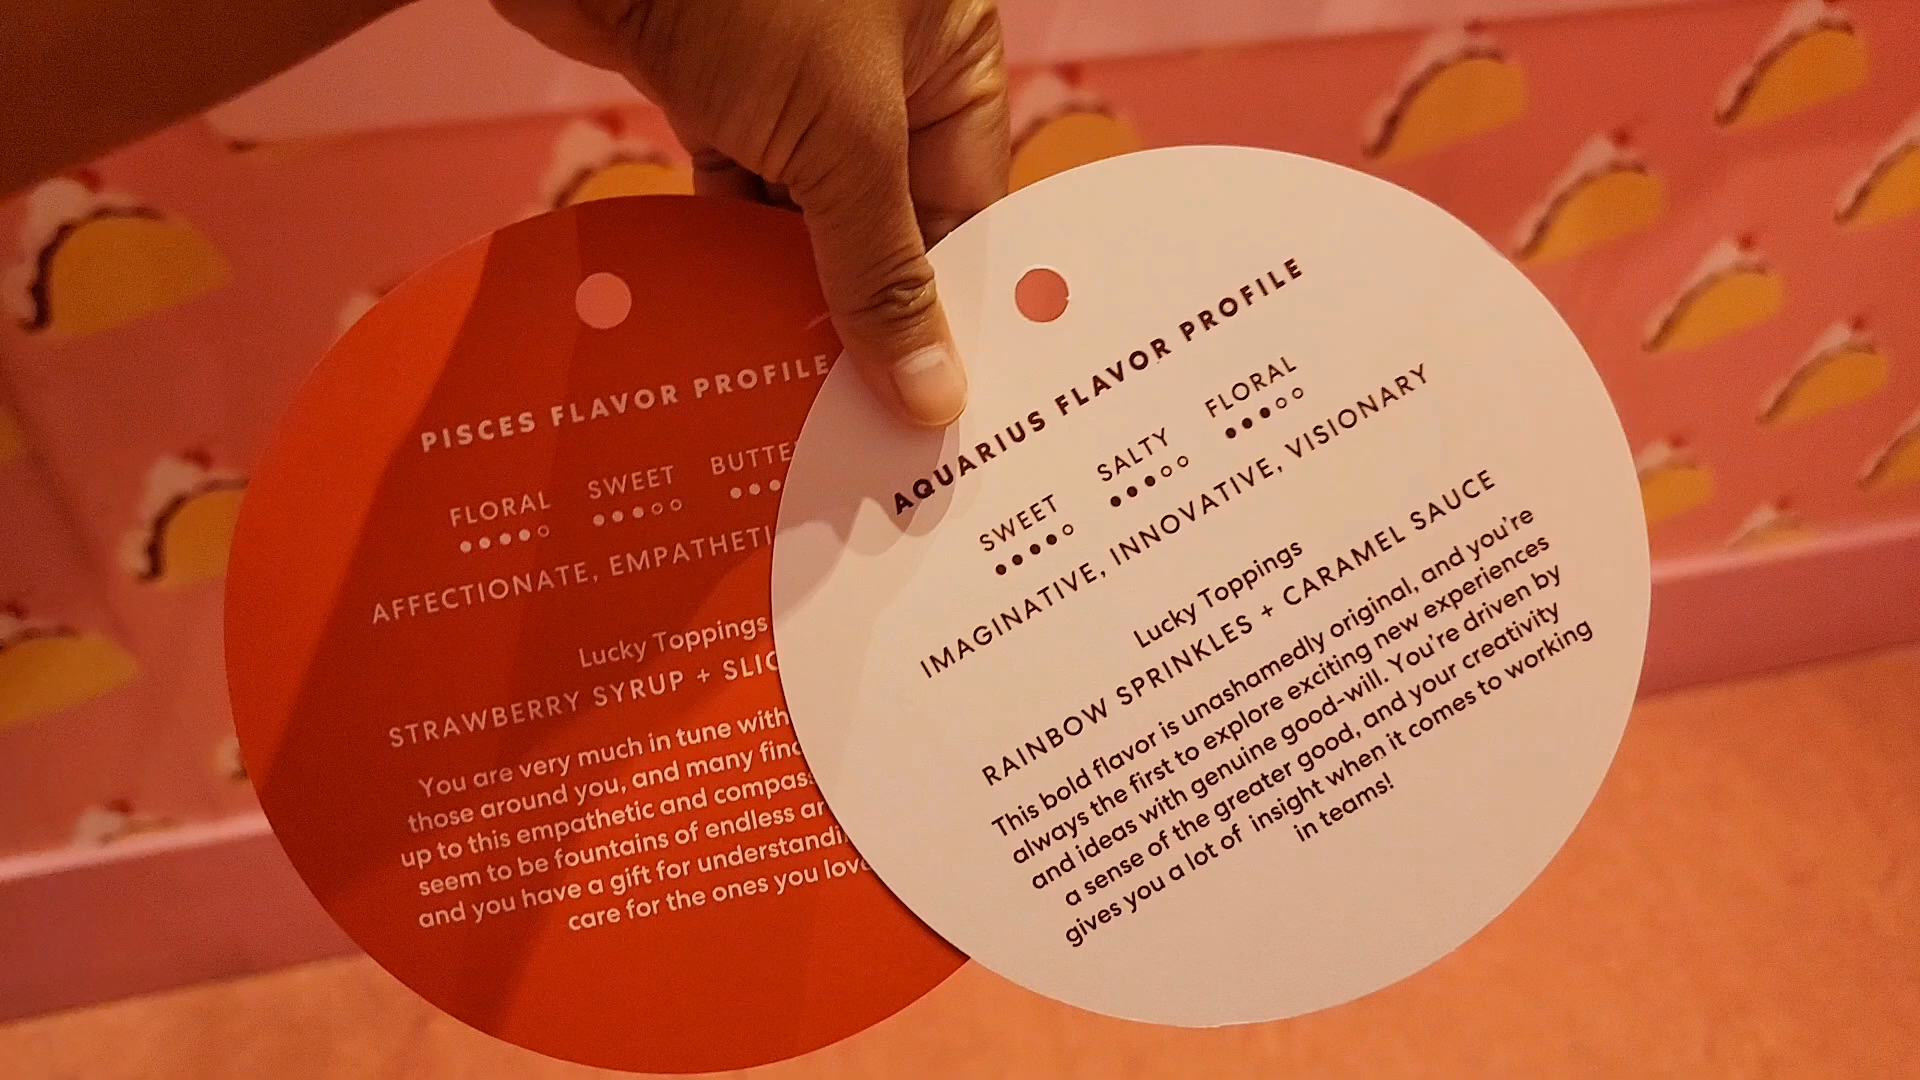 PISCES FLAVOR PROFILE
FLORAL SWEET
AFFECTIONATE,
Lucky Toppings
STRAWBERRY SYRUP +
You are very much in tune with
those around you, and many
up to this empathetic and
seem to be fountains of endless
and you have a gift for
care for the ones you
AQUARIUS FLAVOR PROFILE
SWEET SALTY FLORAL
IMAGINATIVE, INNOVATIVE, VISIONARY
Lucky Toppings
RAINBOW SPRINKLES + CARAMEL SAUCE
This bold flavor is unashamedly original, and you're
always the first to explore exciting new experiences
and ideas with genuine good-will. You're driven by
a sense of the greater good, and your creativity
gives you a lot of insight when it comes to working
in teams!